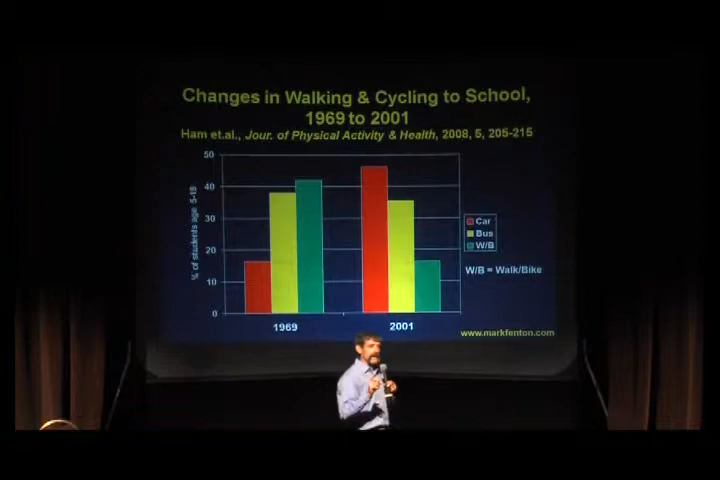 Changes in Walking & Cycling to School,
1969 to 2001
Ham et.al., Jour. of Physical Activity & Health, 2008, 5, 205-215
50
40
30
20
10
0
% of students age 5-18
1969
2001
Car
Bus
W/B
W/B = Walk/Bike
www.markfenton.com